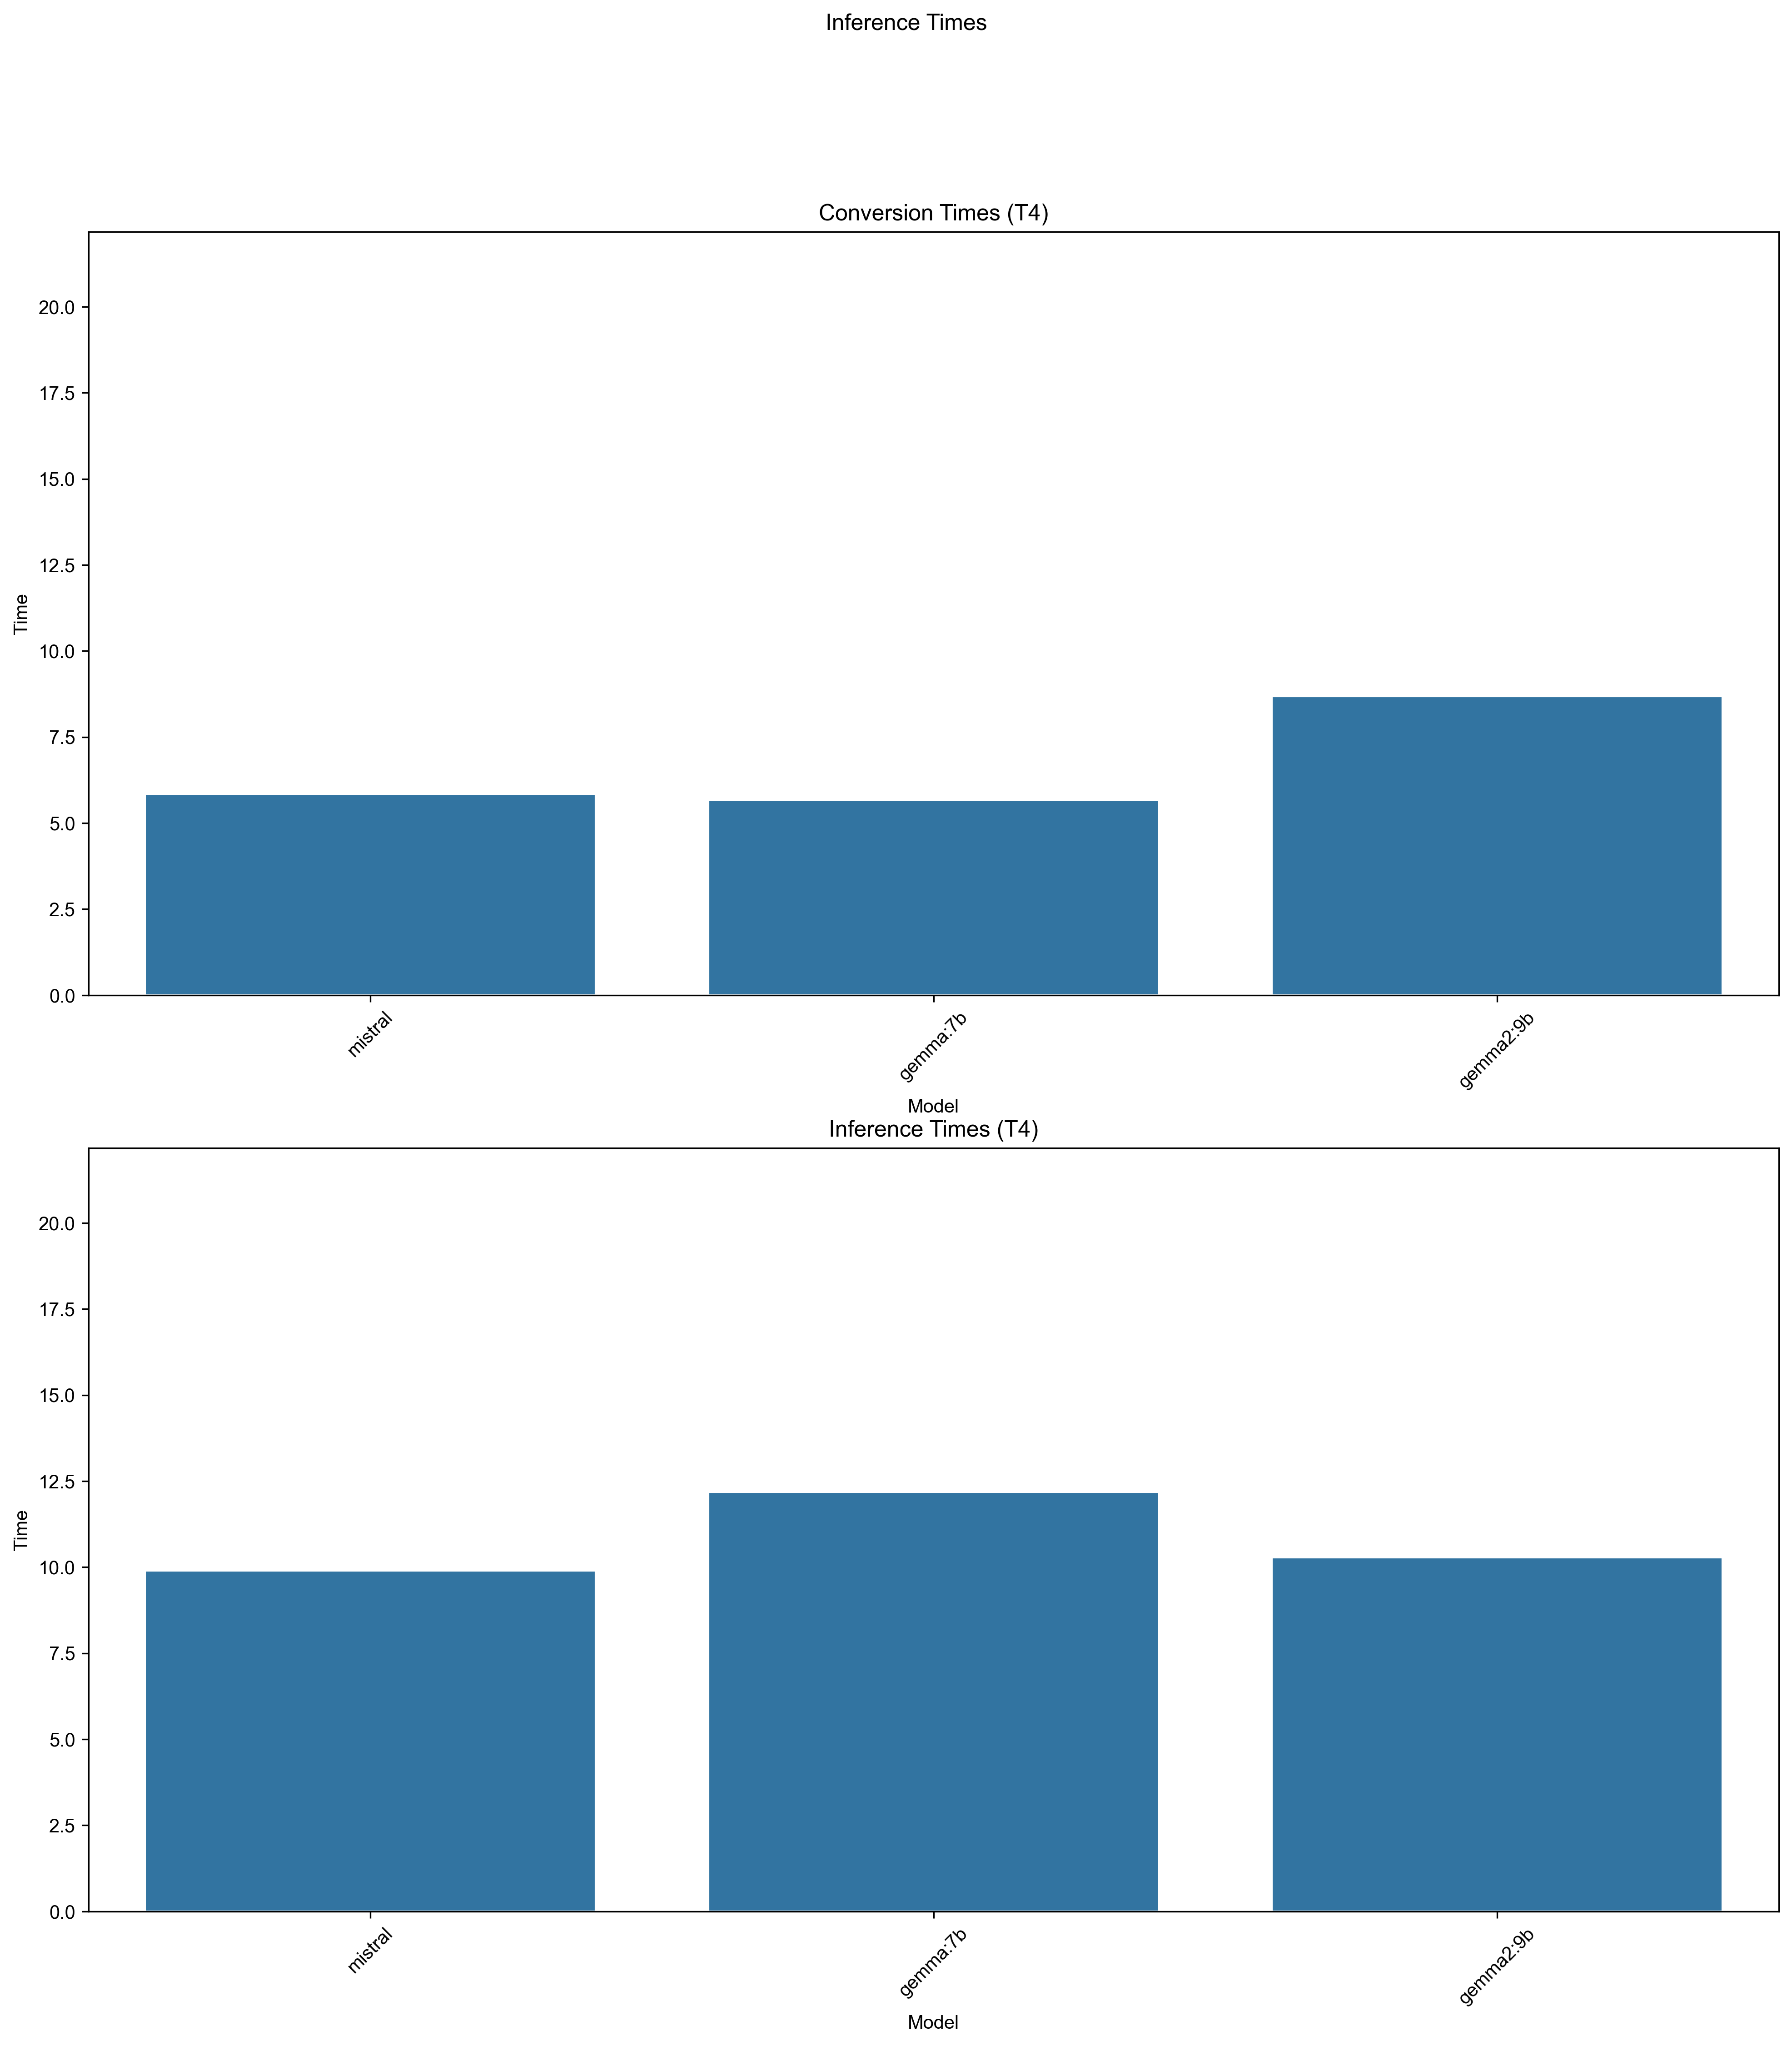 Inference Times
Conversion Times (T4)
20.0
17.5
15.0
12.5
10.0
7.5
5.0
2.5
0.0
Time
mistral
gemma:7b
gemma2:9b
Model
Inference Times (T4)
20.0
17.5
15.0
12.5
10.0
7.5
5.0
2.5
0.0
Time
mistral
gemma:7b
gemma2:9b
Model